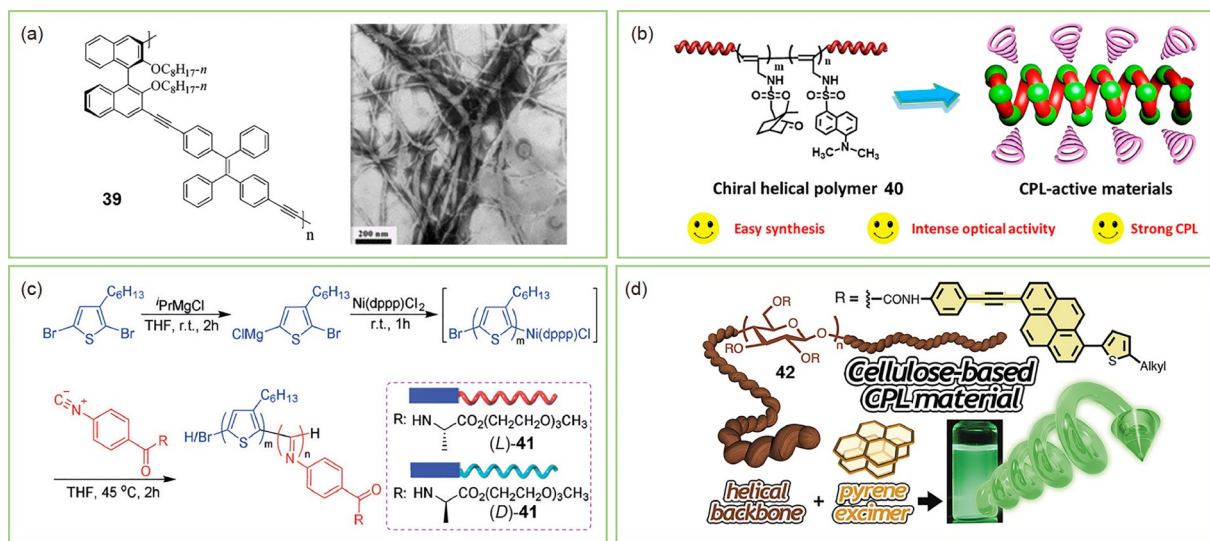 (a)
OC8H17-n
OC8H17-n
39
n
200 nm
(b)
m
n
NH
NH
O=S=O
O=S=O
O
N
H3C
CH3
Chiral helical polymer 40
CPL-active materials
Easy synthesis
Intense optical activity
Strong CPL
(c)
C6H13
Br
S
Br
iPrMgCl
THF, r.t., 2h
C6H13
ClMg
S
Br
Ni(dppp)Cl2
r.t., 1h
C6H13
Br
S
m
Ni(dppp)Cl
C
N
O
R
THF, 45 °C, 2h
C6H13
H/Br
S
m
H
n
N
O
R
R:
HN
CO2(CH2CH2O)3CH3
(L)-41
R:
HN
CO2(CH2CH2O)3CH3
(D)-41
(d)
OR
O
O
RO
OR
n
42
R =
CONH
S
Alkyl
Cellulose-based
CPL material
helical
backbone
+
pyrene
excimer